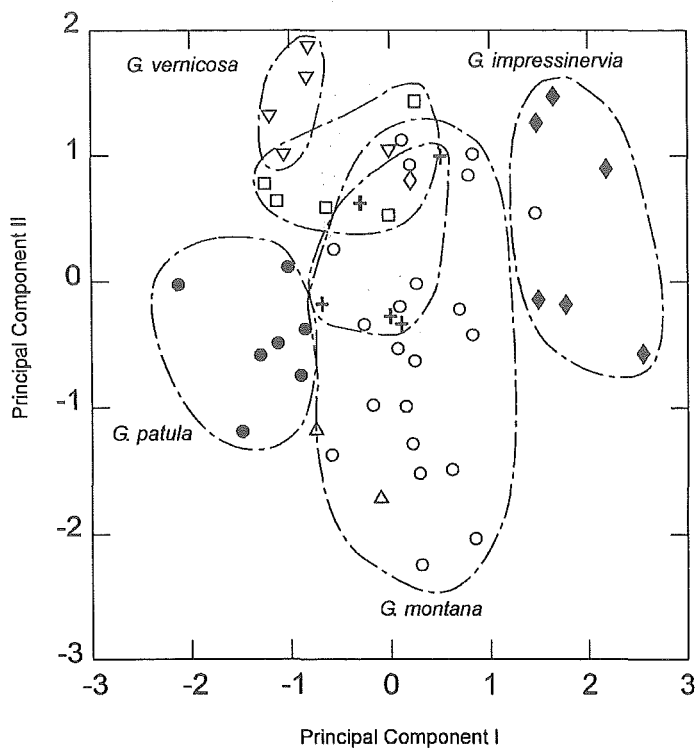 2
G. vernicosa
G. impressinervia
1
Principal Component II
0
-1
G. patula
-2
G. montana
-3
-3 -2 -1 0 1 2 3
Principal Component I